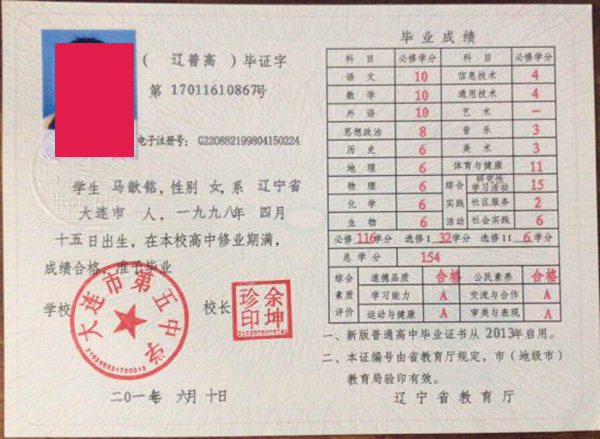 （ 辽普高 ）毕证字
第 17011610867号
电子注册号：G220882199804150224
学生 马歆铭，性别 女，系 辽宁省
大连市 人，一九九八年 四月
十五日出生，在本校高中修业期满，
成绩合格，准予毕业
学校
校长
大连市第五中学
余坤珍印
二〇一 年 六月 十日
毕业成绩
科 目 必修学分 科 目 必修学分
语 文 10 信息技术 4
数 学 10 通用技术 4
外 语 10 艺 术 —
思想政治 8 音 乐 3
历 史 6 美 术 3
地 理 6 体育与健康 11
物 理 6 综合 研究性学习活动 15
化 学 6 实践 社区服务 2
生 物 6 活动 社会实践 6
必修 116学分 选修I 32学分 选修II 6学分
总 学 分 154
综合 道德品质 合格 公民素养 合格
素质 学习能力 A 交流与合作 A
评价 运动与健康 A 审美与表现 A
一、新版普通高中毕业证书从 2013年启用。
二、本证编号由省教育厅规定，市（地级市）
教育局验印有效。
辽宁省教育厅